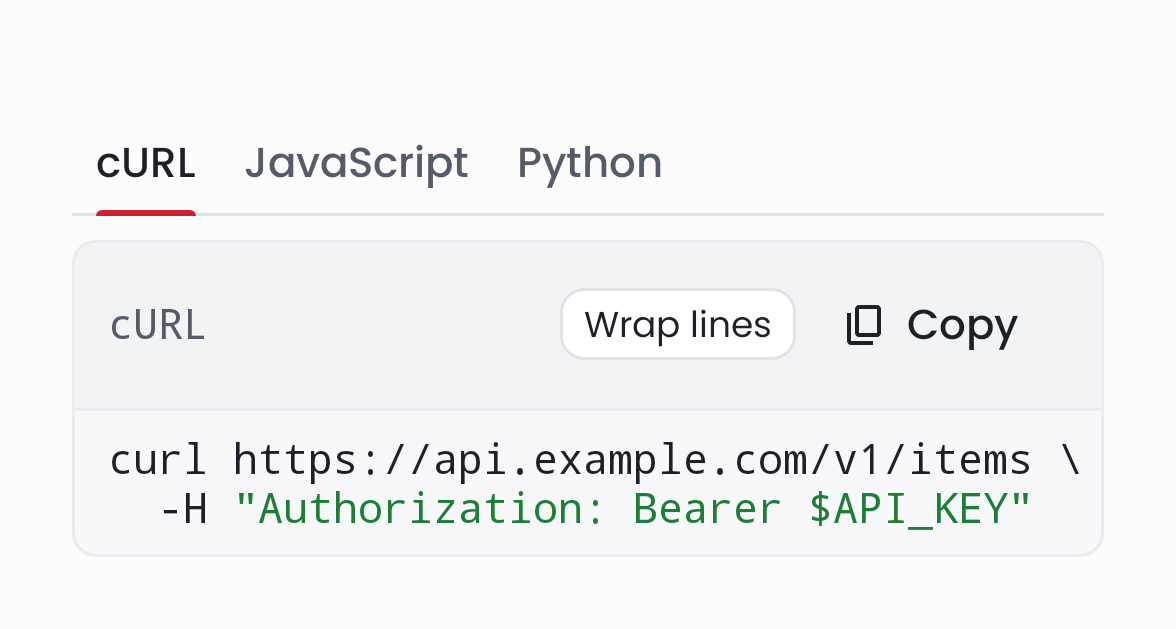 cURL JavaScript Python
cURL Wrap lines Copy
curl https://api.example.com/v1/items \
  -H "Authorization: Bearer $API_KEY"